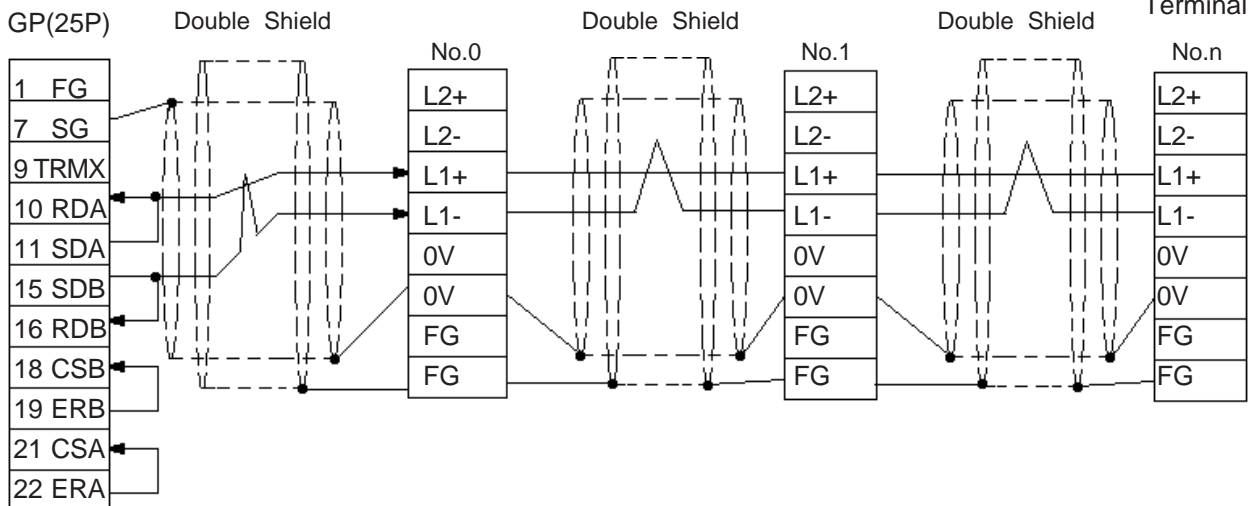 GP(25P)
Double Shield
Double Shield
Double Shield
Terminal
1 FG
7 SG
9 TRMX
10 RDA
11 SDA
15 SDB
16 RDB
18 CSB
19 ERB
21 CSA
22 ERA
No.0
L2+
L2-
L1+
L1-
0V
0V
FG
FG
No.1
L2+
L2-
L1+
L1-
0V
0V
FG
FG
No.n
L2+
L2-
L1+
L1-
0V
0V
FG
FG